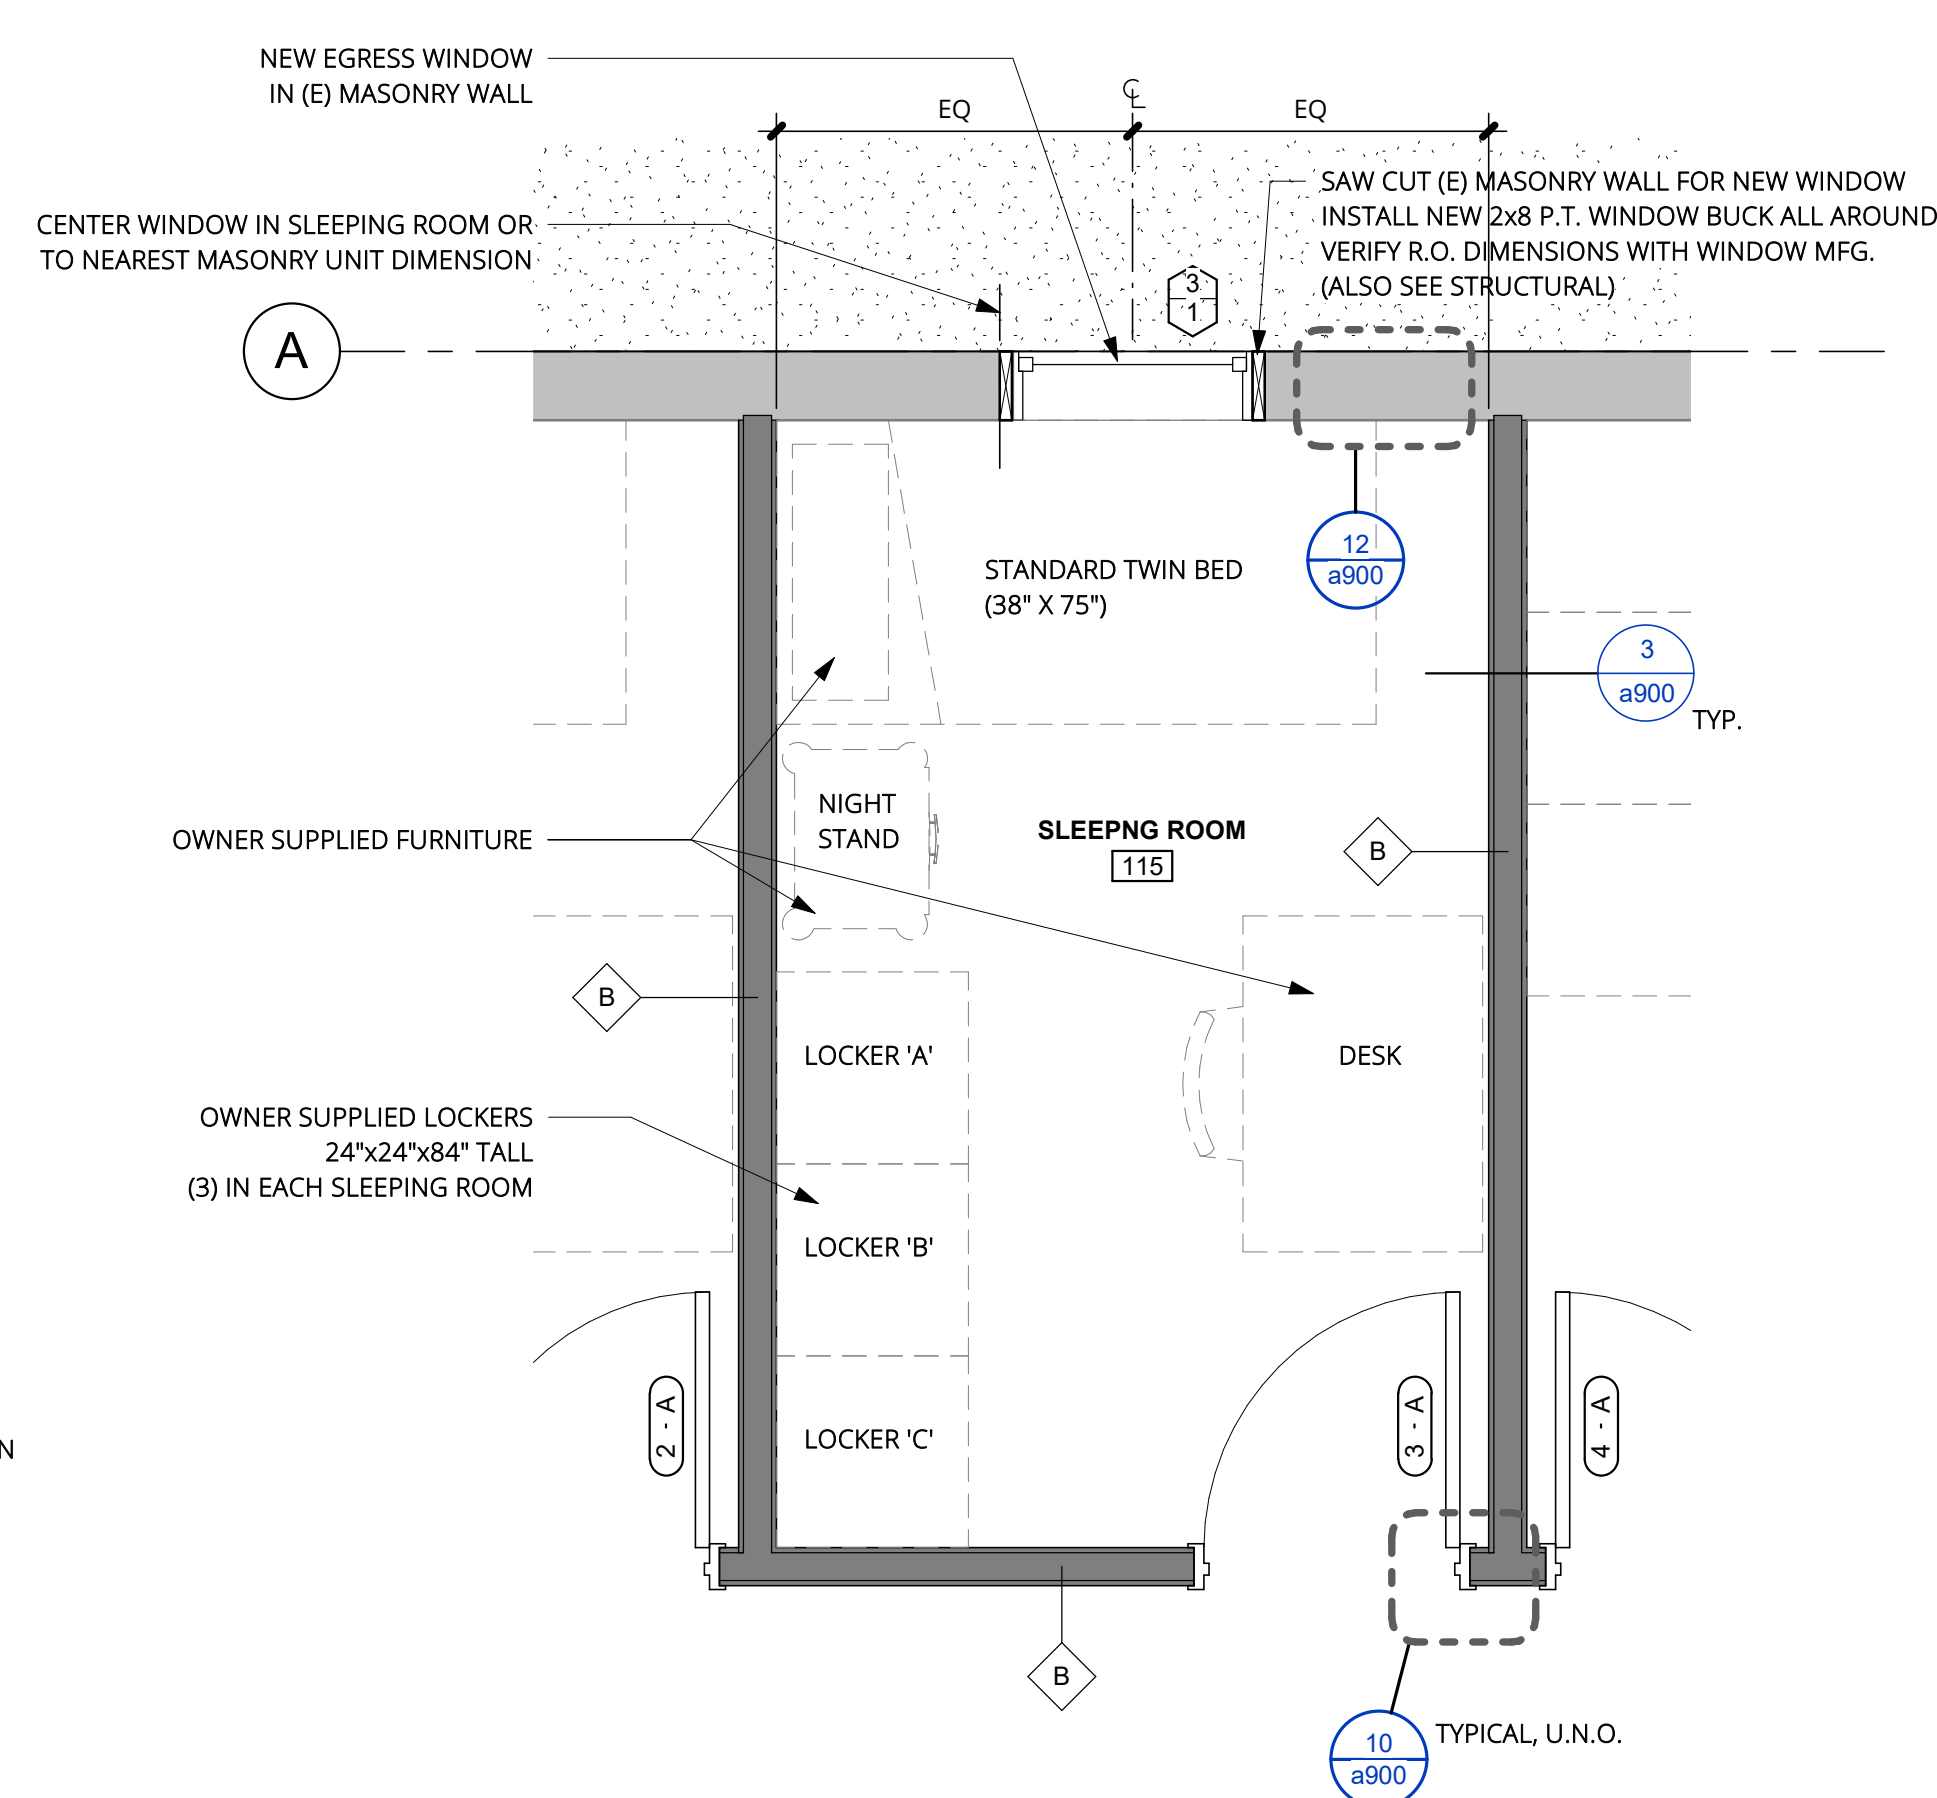 NEW EGRESS WINDOW
IN (E) MASONRY WALL
EQ
℄
EQ
SAW CUT (E) MASONRY WALL FOR NEW WINDOW
INSTALL NEW 2x8 P.T. WINDOW BUCK ALL AROUND
VERIFY R.O. DIMENSIONS WITH WINDOW MFG.
(ALSO SEE STRUCTURAL)
CENTER WINDOW IN SLEEPING ROOM OR
TO NEAREST MASONRY UNIT DIMENSION
3
1
A
12
a900
STANDARD TWIN BED
(38" X 75")
3
a900
TYP.
NIGHT
STAND
SLEEPNG ROOM
115
B
OWNER SUPPLIED FURNITURE
B
LOCKER 'A'
DESK
OWNER SUPPLIED LOCKERS
24"x24"x84" TALL
(3) IN EACH SLEEPING ROOM
LOCKER 'B'
LOCKER 'C'
2 - A
3 - A
4 - A
N
B
TYPICAL, U.N.O.
10
a900